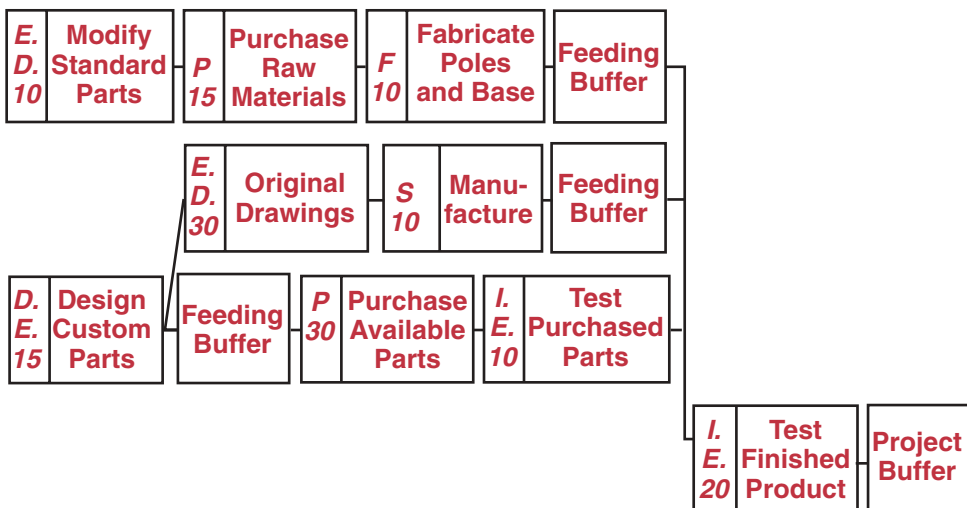 E.
D.
10
Modify
Standard
Parts
P
15
Purchase
Raw
Materials
F
10
Fabricate
Poles
and Base
Feeding
Buffer
E.
D.
30
Original
Drawings
S
10
Manu-
facture
Feeding
Buffer
D.
E.
15
Design
Custom
Parts
Feeding
Buffer
P
30
Purchase
Available
Parts
I.
E.
10
Test
Purchased
Parts
I.
E.
20
Test
Finished
Product
Project
Buffer